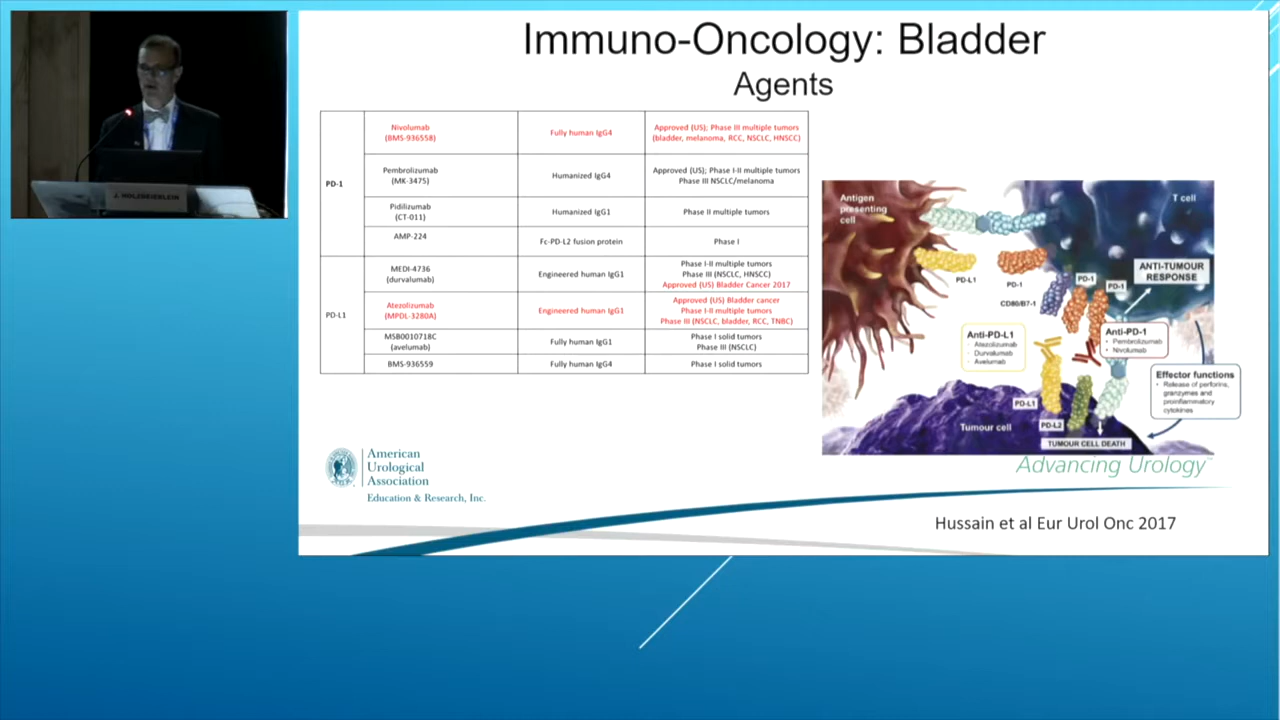 Immuno-Oncology: Bladder
Agents
J. HOLZBEIERLEIN
PD-1
Nivolumab
(BMS-936558)
Fully human IgG4
Approved (US); Phase III multiple tumors
(bladder, melanoma, RCC, NSCLC, HNSCC)
Pembrolizumab
(MK-3475)
Humanized IgG4
Approved (US); Phase I-II multiple tumors
Phase III NSCLC/melanoma
Pidilizumab
(CT-011)
Humanized IgG1
Phase II multiple tumors
AMP-224
Fc-PD-L2 fusion protein
Phase I
PD-L1
MEDI-4736
(durvalumab)
Engineered human IgG1
Phase I-II multiple tumors
Phase III (NSCLC, HNSCC)
Approved (US) Bladder Cancer 2017
Atezolizumab
(MPDL-3280A)
Engineered human IgG1
Approved (US) Bladder cancer
Phase I-II multiple tumors
Phase III (NSCLC, bladder, RCC, TNBC)
MSB0010718C
(avelumab)
Fully human IgG1
Phase I solid tumors
Phase III (NSCLC)
BMS-936559
Fully human IgG4
Phase I solid tumors
Antigen
presenting
cell
T cell
PD-L1
PD-1
CD80/B7-1
PD-1
PD-1
ANTI-TUMOUR
RESPONSE
Anti-PD-L1
• Atezolizumab
• Durvalumab
• Avelumab
Anti-PD-1
• Pembrolizumab
• Nivolumab
Effector functions
• Release of perforins,
granzymes and
proinflammatory
cytokines
PD-L1
PD-L2
Tumour cell
TUMOUR CELL DEATH
American
Urological
Association
Education & Research, Inc.
Advancing Urology™
Hussain et al Eur Urol Onc 2017